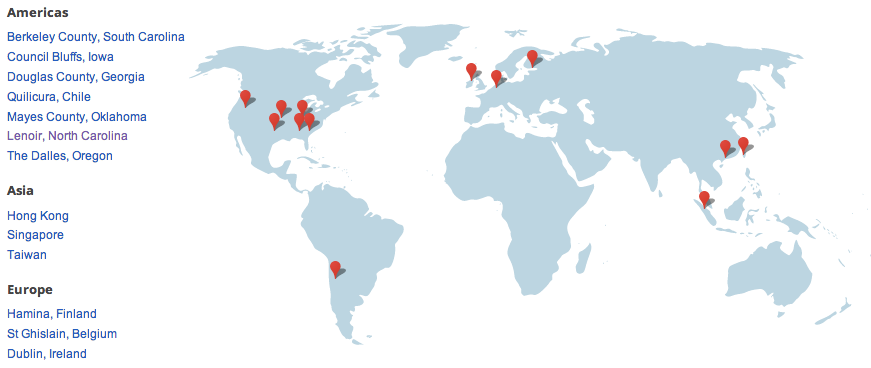 Americas
Berkeley County, South Carolina
Council Bluffs, Iowa
Douglas County, Georgia
Quilicura, Chile
Mayes County, Oklahoma
Lenoir, North Carolina
The Dalles, Oregon
Asia
Hong Kong
Singapore
Taiwan
Europe
Hamina, Finland
St Ghislain, Belgium
Dublin, Ireland